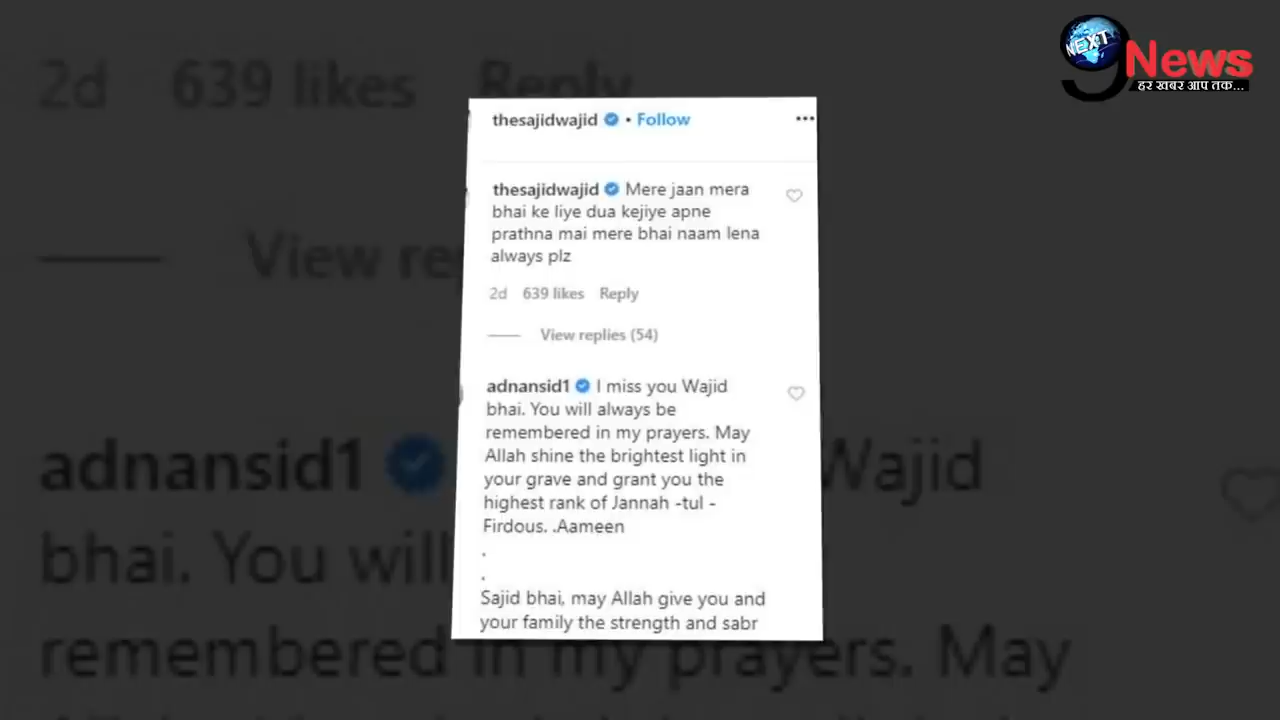 NEXT
9 News
हर खबर आप तक...
2d 639 likes Reply
thesajidwajid • Follow •••
thesajidwajid Mere jaan mera
bhai ke liye dua kejiye apne
prathna mai mere bhai naam lena
always plz
2d 639 likes Reply
View replies (54)
adnansid1 I miss you Wajid
bhai. You will always be
remembered in my prayers. May
Allah shine the brightest light in
your grave and grant you the
highest rank of Jannah -tul -
Firdous. .Aameen
.
.
Sajid bhai, may Allah give you and
your family the strength and sabr
View re
adnansid1 Wajid
bhai. You will
remembered in my prayers. May